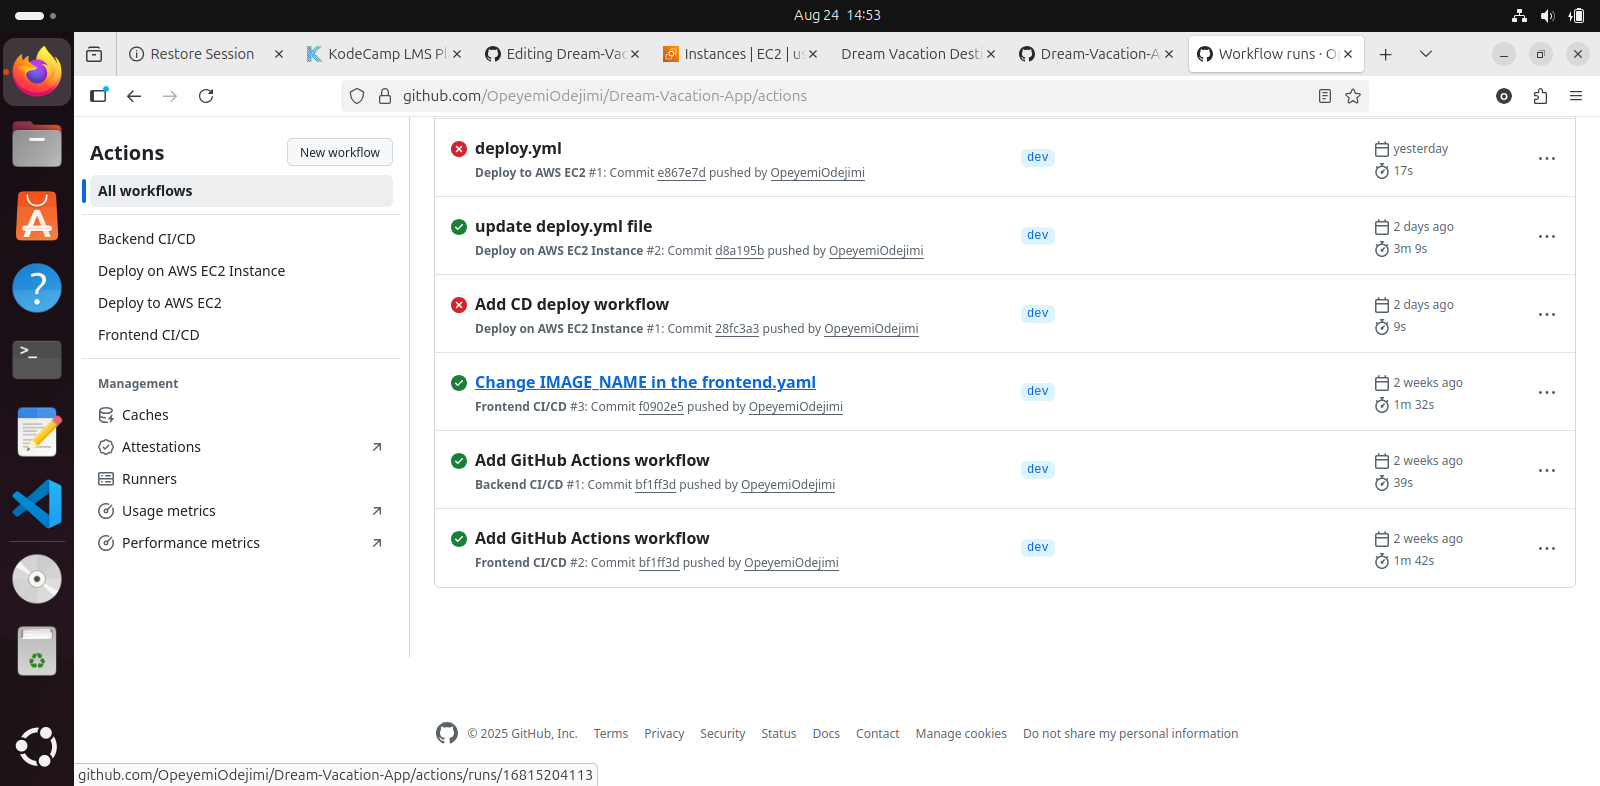 Aug 24 14:53
Restore Session
KodeCamp LMS Pl
Editing Dream-Vac
Instances | EC2 | us
Dream Vacation Desti
Dream-Vacation-A
Workflow runs · Op
github.com/OpeyemiOdejimi/Dream-Vacation-App/actions
Actions
New workflow
All workflows
Backend CI/CD
Deploy on AWS EC2 Instance
Deploy to AWS EC2
Frontend CI/CD
Management
Caches
Attestations
Runners
Usage metrics
Performance metrics
deploy.yml
Deploy to AWS EC2 #1: Commit e867e7d pushed by OpeyemiOdejimi
dev
yesterday
17s
update deploy.yml file
Deploy on AWS EC2 Instance #2: Commit d8a195b pushed by OpeyemiOdejimi
dev
2 days ago
3m 9s
Add CD deploy workflow
Deploy on AWS EC2 Instance #1: Commit 28fc3a3 pushed by OpeyemiOdejimi
dev
2 days ago
9s
Change IMAGE_NAME in the frontend.yaml
Frontend CI/CD #3: Commit f0902e5 pushed by OpeyemiOdejimi
dev
2 weeks ago
1m 32s
Add GitHub Actions workflow
Backend CI/CD #1: Commit bf1ff3d pushed by OpeyemiOdejimi
dev
2 weeks ago
39s
Add GitHub Actions workflow
Frontend CI/CD #2: Commit bf1ff3d pushed by OpeyemiOdejimi
dev
2 weeks ago
1m 42s
© 2025 GitHub, Inc. Terms Privacy Security Status Docs Contact Manage cookies Do not share my personal information
github.com/OpeyemiOdejimi/Dream-Vacation-App/actions/runs/16815204113